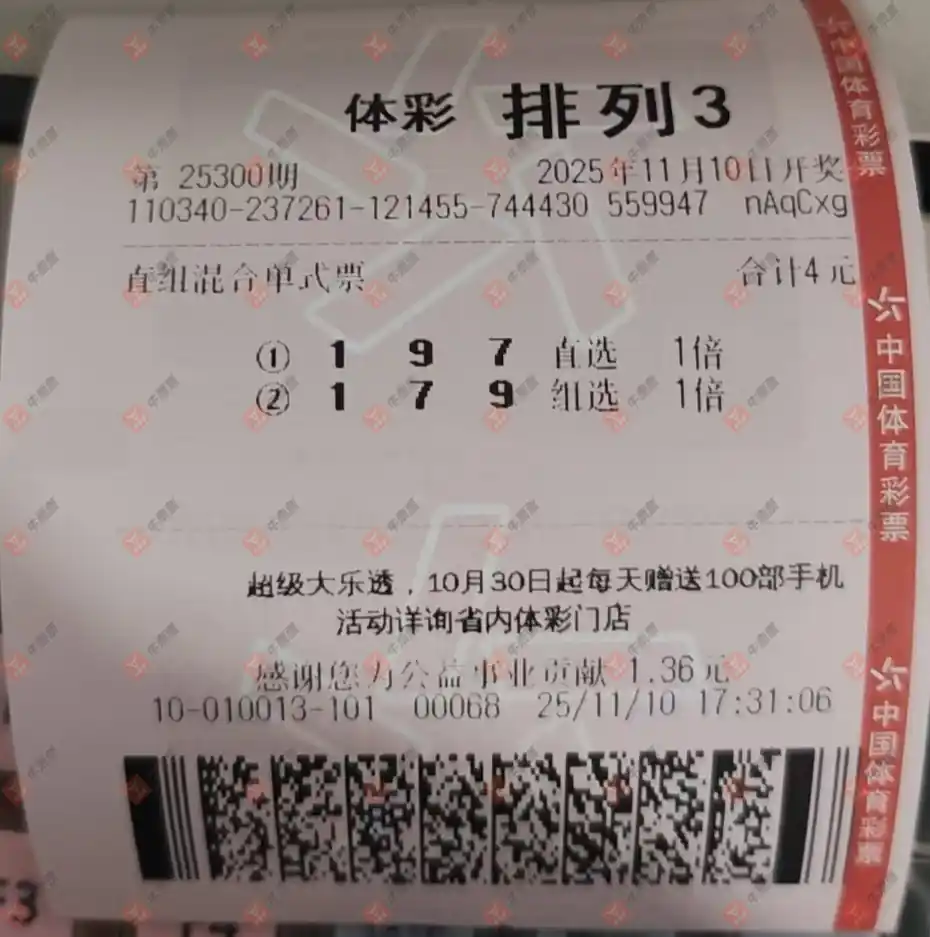 体彩 排列3
第 25300期 2025年11月10日开奖
110340-237261-121455-744430 559947 nAqCxg
直组混合单式票 合计4元
① 1 9 7 直选 1倍
② 1 7 9 组选 1倍
超级大乐透，10月30日起每天赠送100部手机
活动详询省内体彩门店
感谢您为公益事业贡献 1.36元
10-010013-101 00068 25/11/10 17:31:06
中国体育彩票
中国体育彩票
中国体育彩票